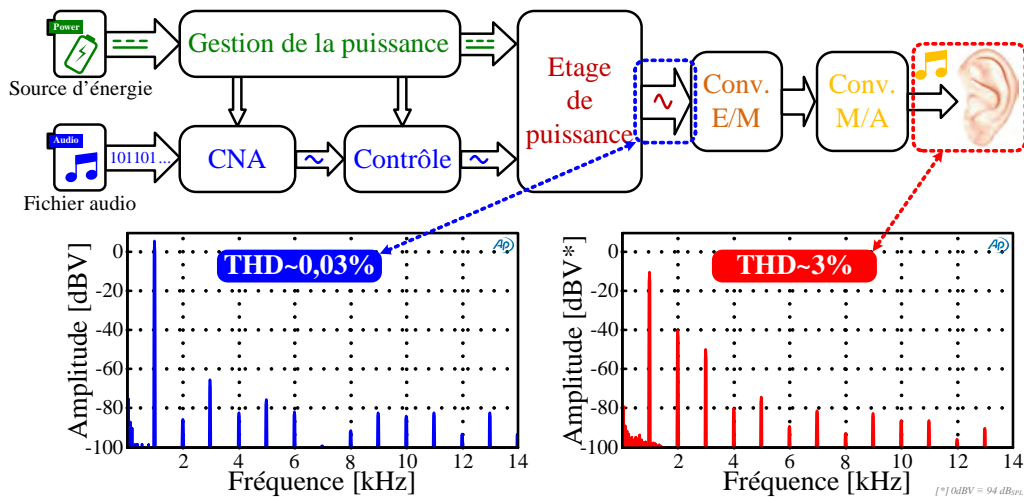 Power
Source d'énergie
Gestion de la puissance
Audio
101101...
Fichier audio
CNA
Contrôle
Etage
de
puissance
Conv.
E/M
Conv.
M/A
THD~0,03%
AP
Amplitude [dBV]
0
-20
-40
-60
-80
-100
2
4
6
8
10
12
14
Fréquence [kHz]
THD~3%
AP
Amplitude [dBV*]
0
-20
-40
-60
-80
-100
2
4
6
8
10
12
14
Fréquence [kHz]
[*] 0dBV = 94 dBSPL